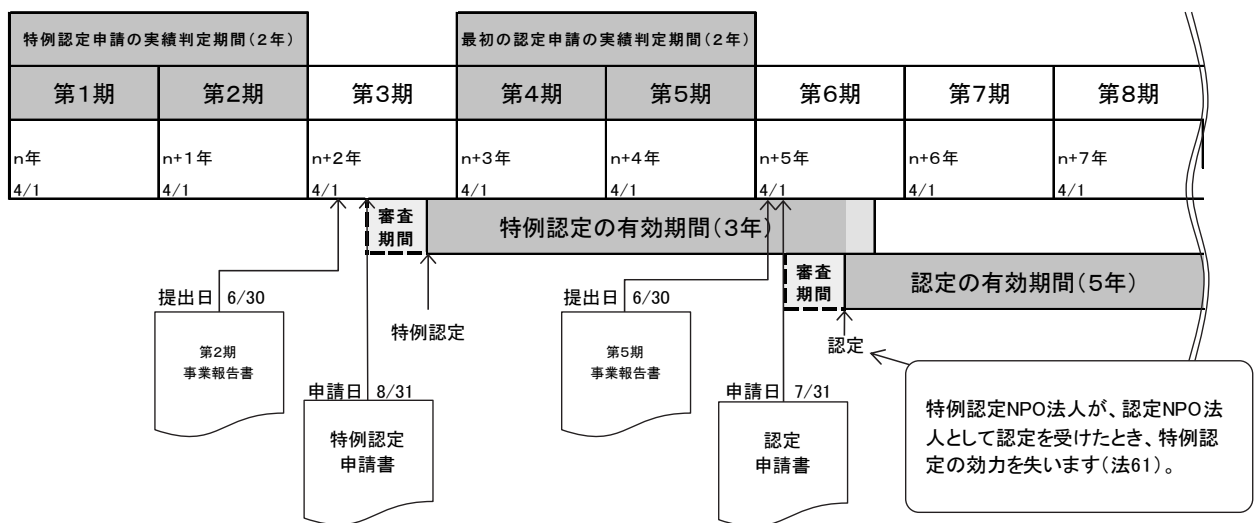 特例認定申請の実績判定期間(2年)
最初の認定申請の実績判定期間(2年)
第1期
第2期
第3期
第4期
第5期
第6期
第7期
第8期
n年
n+1年
n+2年
n+3年
n+4年
n+5年
n+6年
n+7年
4/1
4/1
4/1
4/1
4/1
4/1
4/1
4/1
審査
期間
特例認定の有効期間(3年)
審査
期間
認定の有効期間(5年)
提出日 6/30
第2期
事業報告書
特例認定
申請日 8/31
特例認定
申請書
提出日 6/30
第5期
事業報告書
認定
申請日 7/31
認定
申請書
特例認定NPO法人が、認定NPO法
人として認定を受けたとき、特例認
定の効力を失います(法61)。